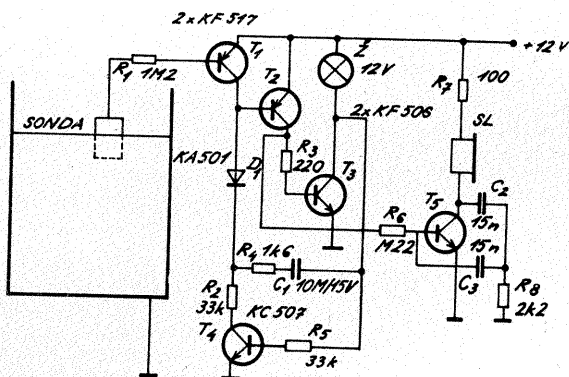 2x KF 517
+12V
T1
R1 1M2
T2
Ž
12V
R7
100
SONDA
2x KF 506
SL
KA501
D1
R3
220
T3
C2
15n
T5
R6
M22
15n
C3
R4 1k6
C1 10M/15V
R8
2k2
R2
33k
KC 507
T4
R5
33k